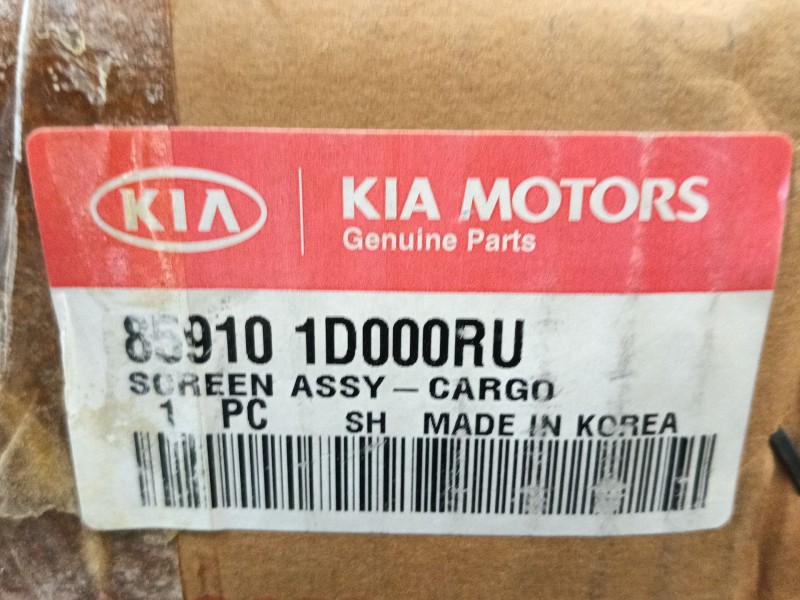 KIA
KIA MOTORS
Genuine Parts
85910 1D000RU
SCREEN ASSY-CARGO
1 PC SH MADE IN KOREA